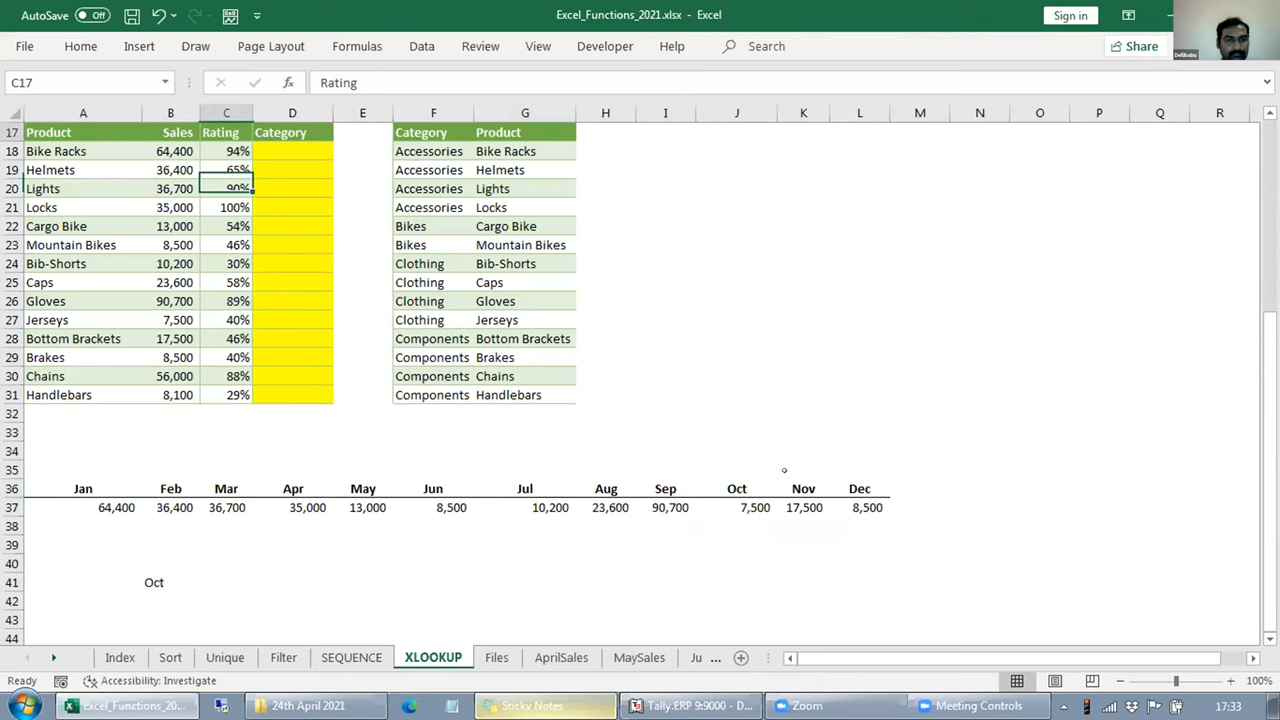 AutoSave Off Excel_Functions_2021.xlsx - Excel Sign in
File Home Insert Draw Page Layout Formulas Data Review View Developer Help Search Share
Dellibabu
C17 fx Rating
A B C D E F G H I J K L M N O P Q R
17 Product Sales Rating Category Category Product
18 Bike Racks 64,400 94% Accessories Bike Racks
19 Helmets 36,400 65% Accessories Helmets
20 Lights 36,700 90% Accessories Lights
21 Locks 35,000 100% Accessories Locks
22 Cargo Bike 13,000 54% Bikes Cargo Bike
23 Mountain Bikes 8,500 46% Bikes Mountain Bikes
24 Bib-Shorts 10,200 30% Clothing Bib-Shorts
25 Caps 23,600 58% Clothing Caps
26 Gloves 90,700 89% Clothing Gloves
27 Jerseys 7,500 40% Clothing Jerseys
28 Bottom Brackets 17,500 46% Components Bottom Brackets
29 Brakes 8,500 40% Components Brakes
30 Chains 56,000 88% Components Chains
31 Handlebars 8,100 29% Components Handlebars
32
33
34
35
36 Jan Feb Mar Apr May Jun Jul Aug Sep Oct Nov Dec
37 64,400 36,400 36,700 35,000 13,000 8,500 10,200 23,600 90,700 7,500 17,500 8,500
38
39
40
41 Oct
42
43
44
Index Sort Unique Filter SEQUENCE XLOOKUP Files AprilSales MaySales Ju ...
Ready Accessibility: Investigate 100%
Excel_Functions_20... 24th April 2021 Sticky Notes Tally.ERP 9:9000 - D... Zoom Meeting Controls 17:33